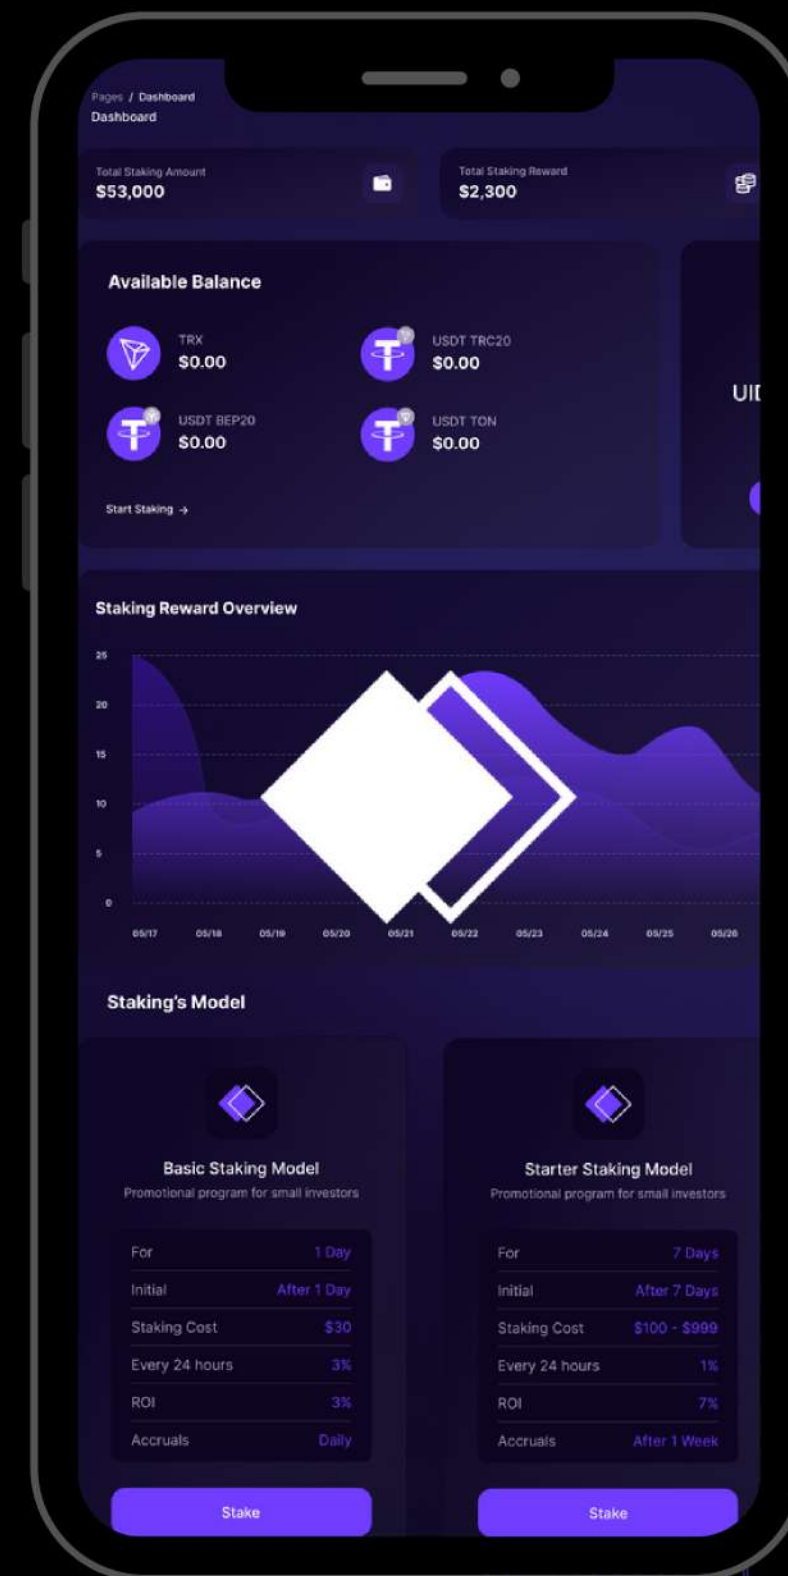 Pages / Dashboard
Dashboard
Total Staking Amount
$53,000
Total Staking Reward
$2,300
Available Balance
TRX
$0.00
USDT TRC20
$0.00
USDT BEP20
$0.00
USDT TON
$0.00
Start Staking →
UID
Staking Reward Overview
25
20
15
10
5
0
05/17 05/18 05/19 05/20 05/21 05/22 05/23 05/24 05/25 05/26
Staking's Model
Basic Staking Model
Promotional program for small investors
For 1 Day
Initial After 1 Day
Staking Cost $30
Every 24 hours 3%
ROI 3%
Accruals Daily
Stake
Starter Staking Model
Promotional program for small investors
For 7 Days
Initial After 7 Days
Staking Cost $100 - $999
Every 24 hours 1%
ROI 7%
Accruals After 1 Week
Stake